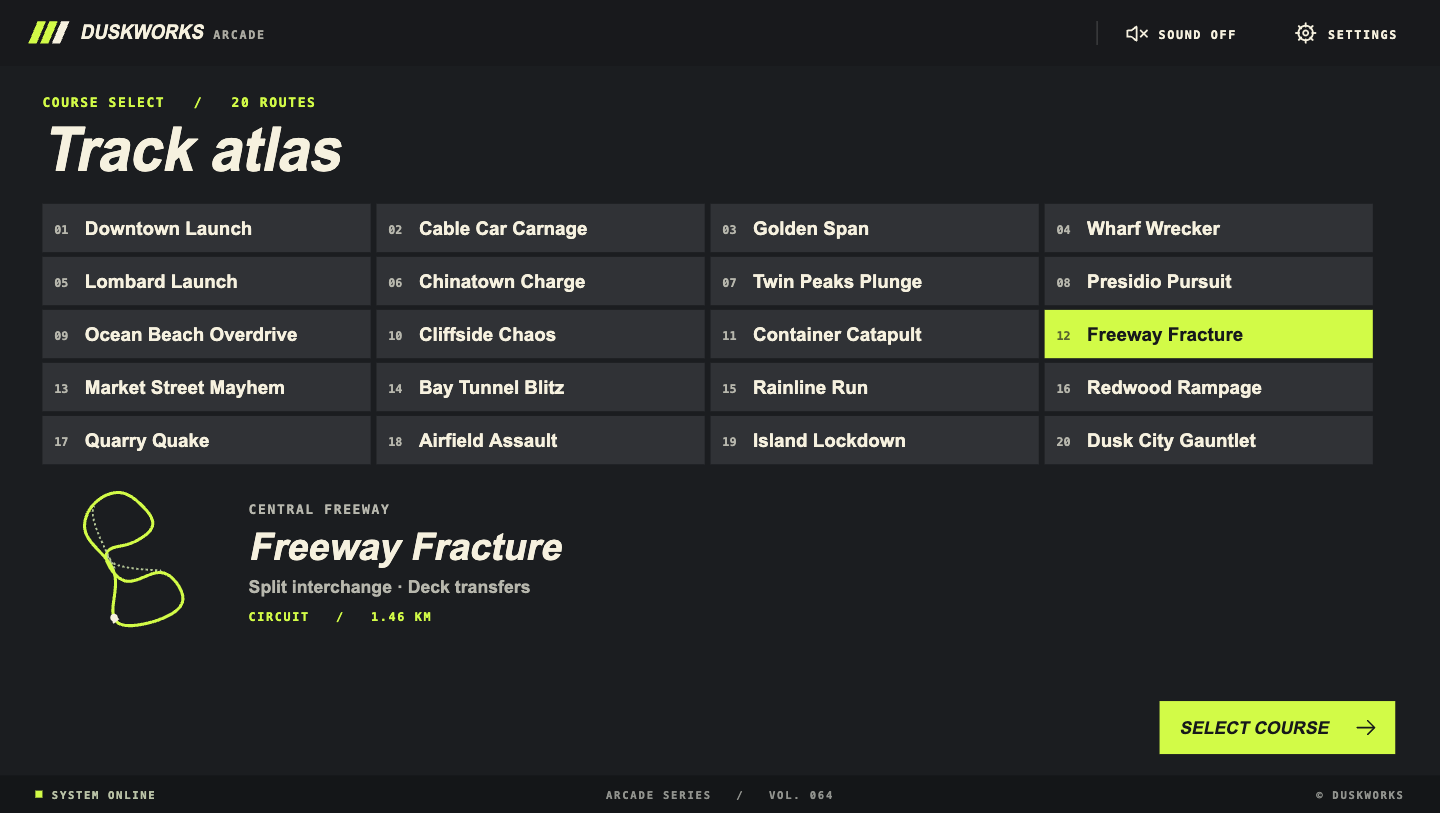 DUSKWORKS ARCADE
SOUND OFF
SETTINGS
COURSE SELECT / 20 ROUTES
Track atlas
01 Downtown Launch
02 Cable Car Carnage
03 Golden Span
04 Wharf Wrecker
05 Lombard Launch
06 Chinatown Charge
07 Twin Peaks Plunge
08 Presidio Pursuit
09 Ocean Beach Overdrive
10 Cliffside Chaos
11 Container Catapult
12 Freeway Fracture
13 Market Street Mayhem
14 Bay Tunnel Blitz
15 Rainline Run
16 Redwood Rampage
17 Quarry Quake
18 Airfield Assault
19 Island Lockdown
20 Dusk City Gauntlet
CENTRAL FREEWAY
Freeway Fracture
Split interchange · Deck transfers
CIRCUIT / 1.46 KM
SELECT COURSE
SYSTEM ONLINE
ARCADE SERIES / VOL. 064
© DUSKWORKS